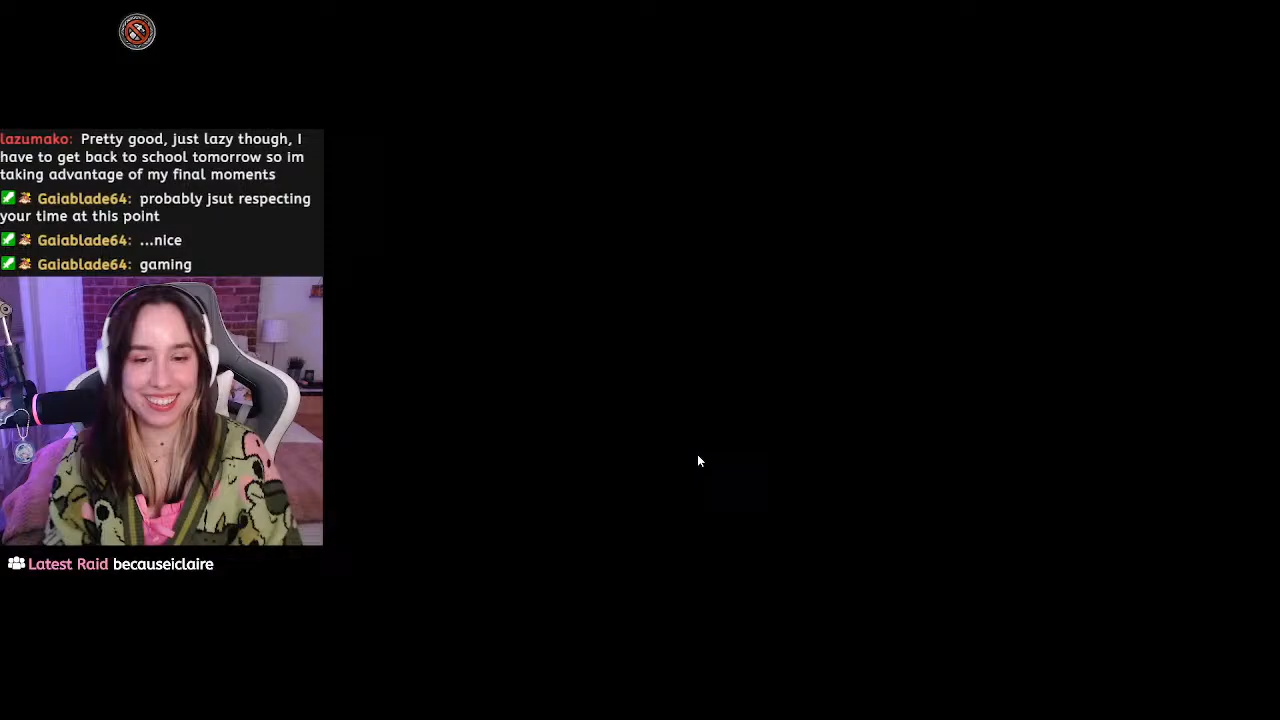 lazumako: Pretty good, just lazy though, I
have to get back to school tomorrow so im
taking advantage of my final moments
Gaiablade64: probably jsut respecting
your time at this point
Gaiablade64: ...nice
Gaiablade64: gaming
Latest Raid becauseiclaire